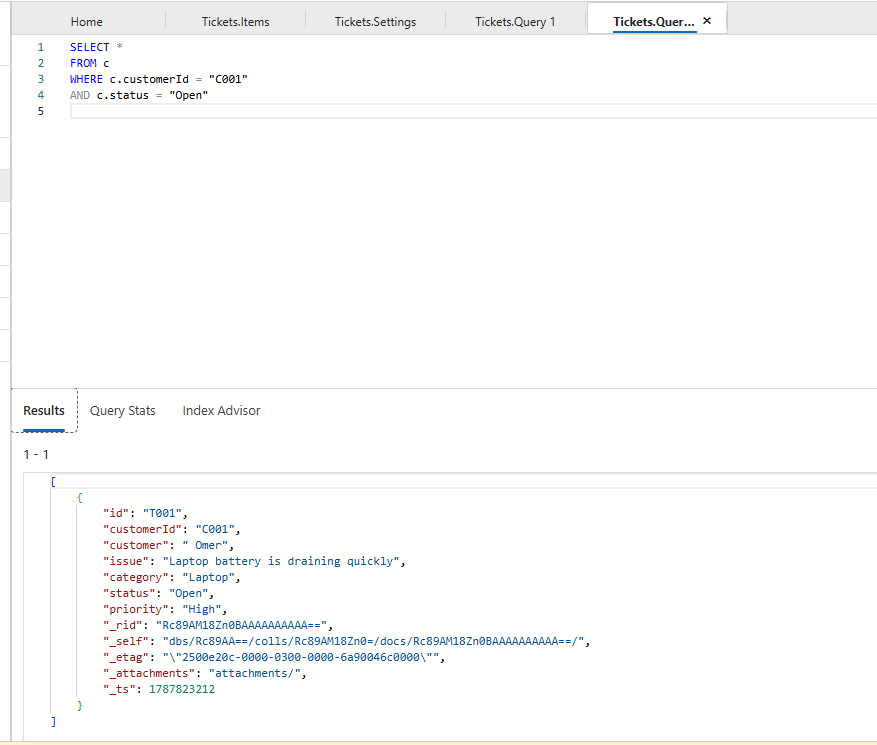 Home Tickets.Items Tickets.Settings Tickets.Query 1 Tickets.Quer... ✕
1 SELECT *
2 FROM c
3 WHERE c.customerId = "C001"
4 AND c.status = "Open"
5
Results Query Stats Index Advisor
1 - 1
[
{
"id": "T001",
"customerId": "C001",
"customer": " Omer",
"issue": "Laptop battery is draining quickly",
"category": "Laptop",
"status": "Open",
"priority": "High",
"_rid": "Rc89AM18Zn0BAAAAAAAAAA==",
"_self": "dbs/Rc89AA==/colls/Rc89AM18Zn0=/docs/Rc89AM18Zn0BAAAAAAAAAA==/",
"_etag": "\"2500e20c-0000-0300-0000-6a90046c0000\"",
"_attachments": "attachments/",
"_ts": 1787823212
}
]